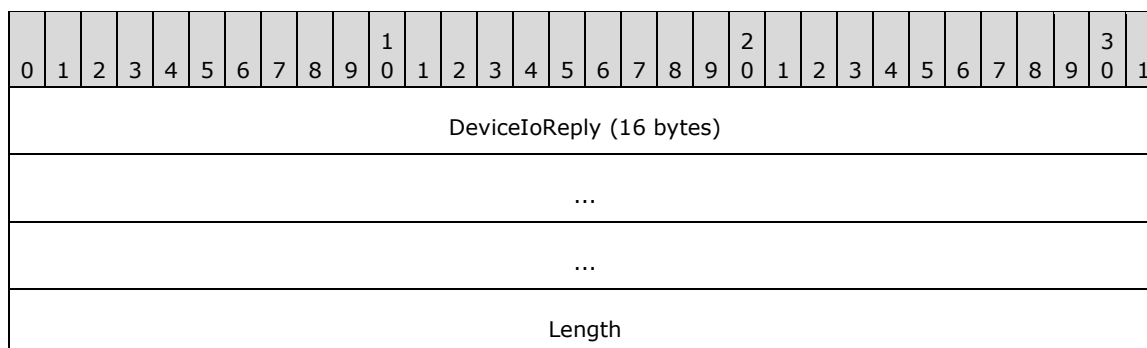 1 2 3
0 1 2 3 4 5 6 7 8 9 0 1 2 3 4 5 6 7 8 9 0 1 2 3 4 5 6 7 8 9 0 1
DeviceIoReply (16 bytes)
...
...
Length